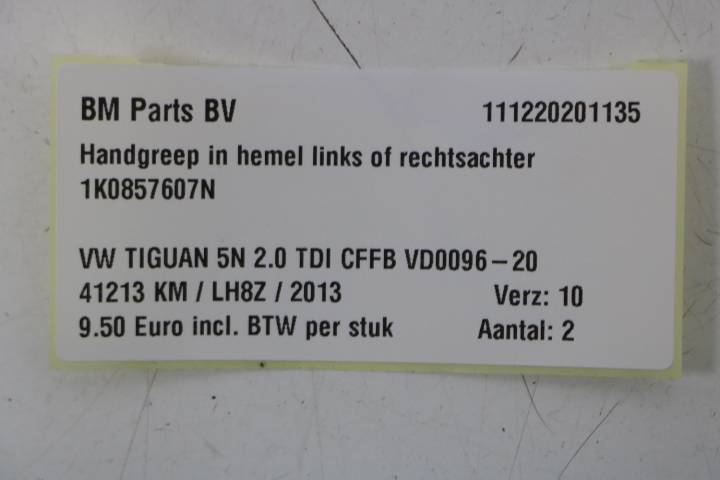 BM Parts BV 111220201135
Handgreep in hemel links of rechtsachter
1K0857607N
VW TIGUAN 5N 2.0 TDI CFFB VD0096-20
41213 KM / LH8Z / 2013 Verz: 10
9.50 Euro incl. BTW per stuk Aantal: 2